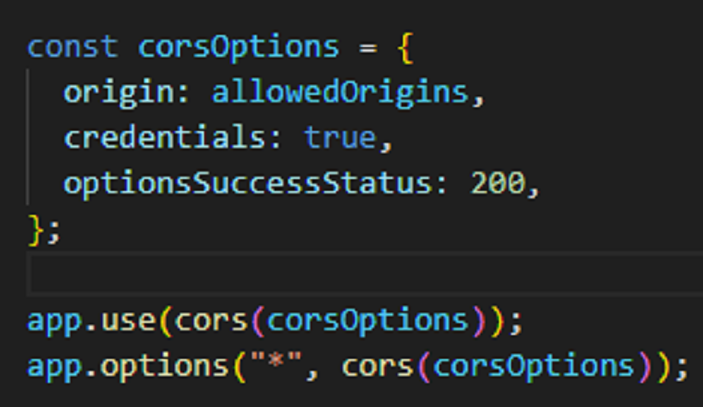 const corsOptions = {
  origin: allowedOrigins,
  credentials: true,
  optionsSuccessStatus: 200,
};
app.use(cors(corsOptions));
app.options("*", cors(corsOptions));